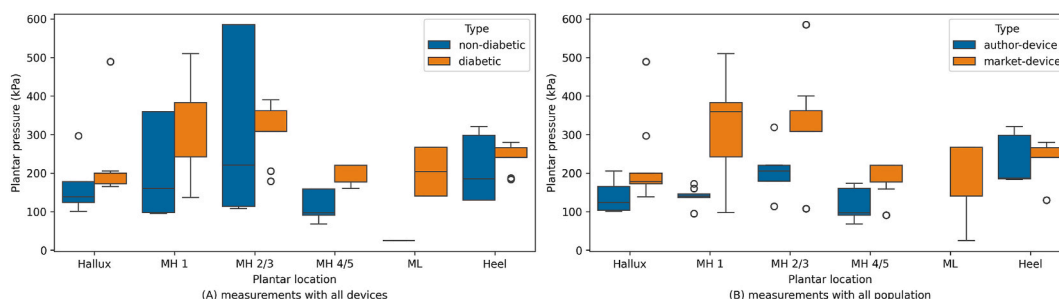 600
500
400
300
200
100
0
Plantar pressure (kPa)
Type
non-diabetic
diabetic
Hallux MH 1 MH 2/3 MH 4/5 ML Heel
Plantar location
(A) measurements with all devices
600
500
400
300
200
100
0
Plantar pressure (kPa)
Type
author-device
market-device
Hallux MH 1 MH 2/3 MH 4/5 ML Heel
Plantar location
(B) measurements with all population